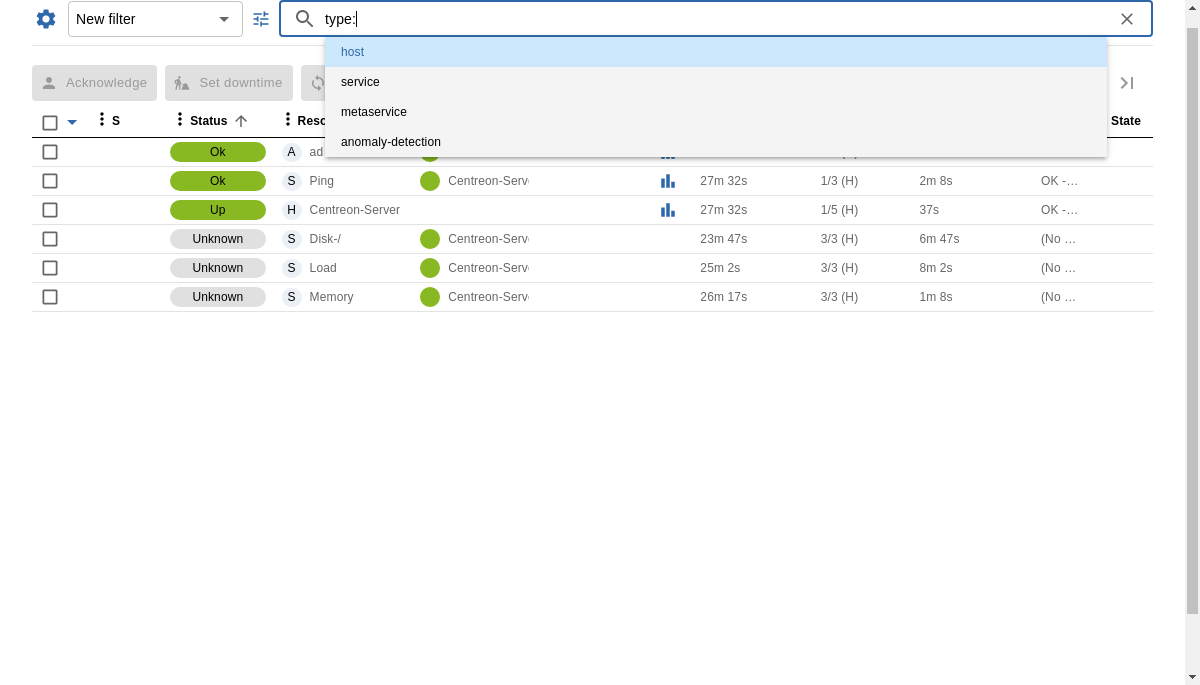 New filter
type:
host
service
metaservice
anomaly-detection
Acknowledge
Set downtime
S
Status
State
Ok A
Ok S Ping Centreon-Serv 27m 32s 1/3 (H) 2m 8s OK -…
Up H Centreon-Server 27m 32s 1/5 (H) 37s OK -…
Unknown S Disk-/ Centreon-Serv 23m 47s 3/3 (H) 6m 47s (No …
Unknown S Load Centreon-Serv 25m 2s 3/3 (H) 8m 2s (No …
Unknown S Memory Centreon-Serv 26m 17s 3/3 (H) 1m 8s (No …